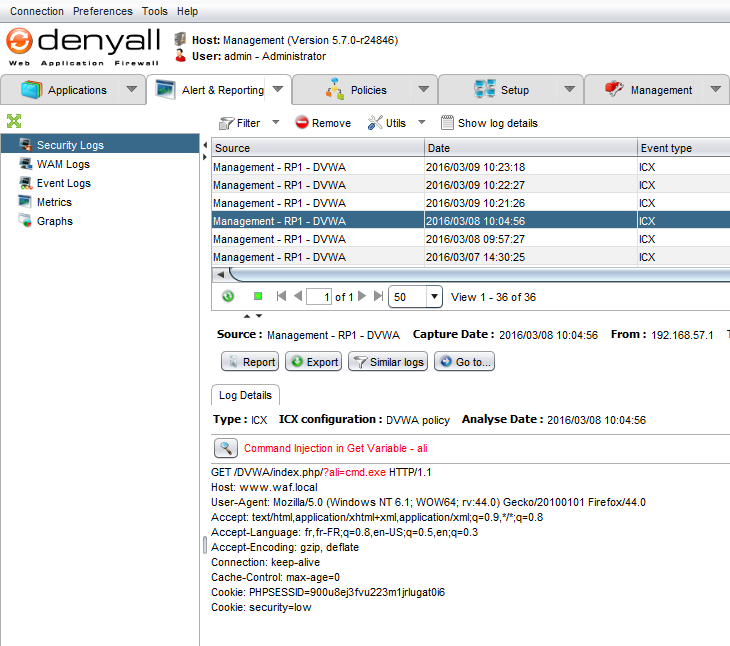 Connection Preferences Tools Help
denyall
Web Application Firewall
Host: Management (Version 5.7.0-r24846)
User: admin - Administrator
Applications Alert & Reporting Policies Setup Management
Filter Remove Utils Show log details
Security Logs
WAM Logs
Event Logs
Metrics
Graphs
Source Date Event type
Management - RP1 - DVWA 2016/03/09 10:23:18 ICX
Management - RP1 - DVWA 2016/03/09 10:22:27 ICX
Management - RP1 - DVWA 2016/03/09 10:21:26 ICX
Management - RP1 - DVWA 2016/03/08 10:04:56 ICX
Management - RP1 - DVWA 2016/03/08 09:57:27 ICX
Management - RP1 - DVWA 2016/03/07 14:30:25 ICX
1 of 1 50 View 1 - 36 of 36
Source : Management - RP1 - DVWA Capture Date : 2016/03/08 10:04:56 From : 192.168.57.1
Report Export Similar logs Go to...
Log Details
Type : ICX ICX configuration : DVWA policy Analyse Date : 2016/03/08 10:04:56
Command Injection in Get Variable - ali
GET /DVWA/index.php/?ali=cmd.exe HTTP/1.1
Host: www.waf.local
User-Agent: Mozilla/5.0 (Windows NT 6.1; WOW64; rv:44.0) Gecko/20100101 Firefox/44.0
Accept: text/html,application/xhtml+xml,application/xml;q=0.9,*/*;q=0.8
Accept-Language: fr,fr-FR;q=0.8,en-US;q=0.5,en;q=0.3
Accept-Encoding: gzip, deflate
Connection: keep-alive
Cache-Control: max-age=0
Cookie: PHPSESSID=900u8ej3fvu223m1jrlugat0i6
Cookie: security=low